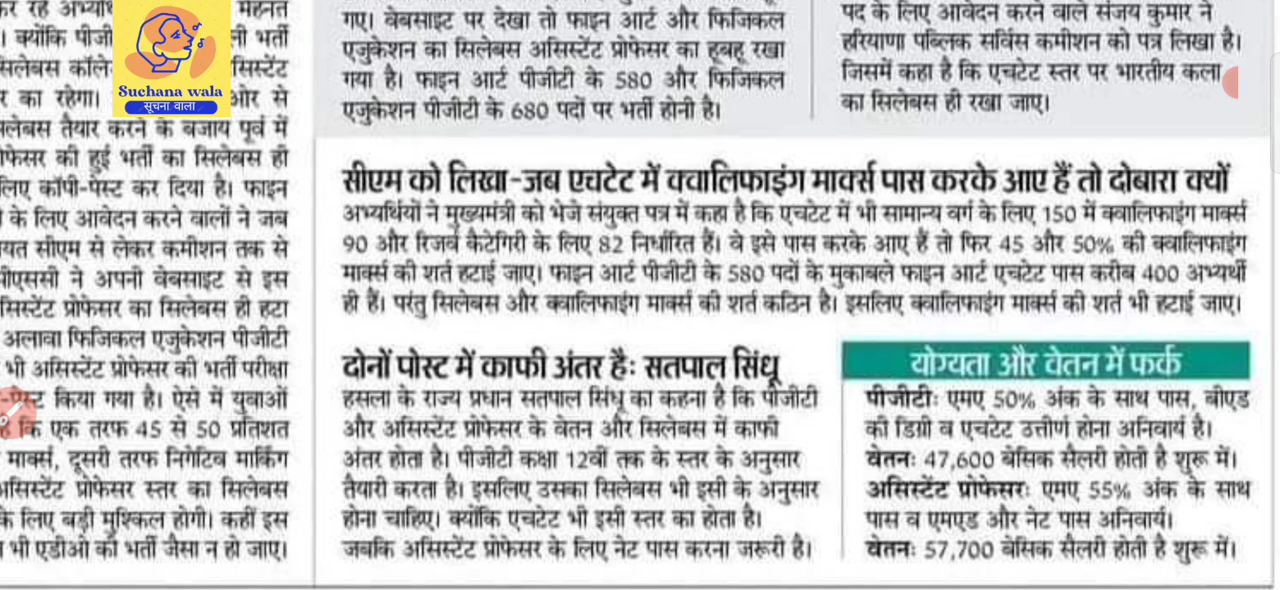 कर रहे
महनत
। क्योंकि पीजी
नी भर्ती
सिलेबस कॉले
सिस्टेंट
र का रहेगा।
ओर से
लेबस तैयार करने के बजाय पूर्व में
फेसर की हुई भर्ती का सिलेबस ही
लिए कॉपी-पेस्ट कर दिया है। फाइन
के लिए आवेदन करने वालों ने जब
यत सीएम से लेकर कमीशन तक से
पीएससी ने अपनी वेबसाइट से इस
सिस्टेंट प्रोफेसर का सिलेबस ही हटा
अलावा फिजिकल एजुकेशन पीजीटी
भी असिस्टेंट प्रोफेसर की भर्ती परीक्षा
-पेस्ट किया गया है। ऐसे में युवाओं
है कि एक तरफ 45 से 50 प्रतिशत
मार्क्स, दूसरी तरफ निगेटिव मार्किंग
असिस्टेंट प्रोफेसर स्तर का सिलेबस
के लिए बड़ी मुश्किल होगी। कहीं इस
भी एडीओ की भर्ती जैसा न हो जाए।
Suchana wala
सूचना वाला
गए। वेबसाइट पर देखा तो फाइन आर्ट और फिजिकल
एजुकेशन का सिलेबस असिस्टेंट प्रोफेसर का हूबहू रखा
गया है। फाइन आर्ट पीजीटी के 580 और फिजिकल
एजुकेशन पीजीटी के 680 पदों पर भर्ती होनी है।
पद के लिए आवेदन करने वाले संजय कुमार ने
हरियाणा पब्लिक सर्विस कमीशन को पत्र लिखा है।
जिसमें कहा है कि एचटेट स्तर पर भारतीय कला
का सिलेबस ही रखा जाए।
सीएम को लिखा-जब एचटेट में क्वालिफाइंग मार्क्स पास करके आए हैं तो दोबारा क्यों
अभ्यर्थियों ने मुख्यमंत्री को भेजे संयुक्त पत्र में कहा है कि एचटेट में भी सामान्य वर्ग के लिए 150 में क्वालिफाइंग मार्क्स
90 और रिजर्व कैटेगिरी के लिए 82 निर्धारित हैं। वे इसे पास करके आए हैं तो फिर 45 और 50% की क्वालिफाइंग
मार्क्स की शर्त हटाई जाए। फाइन आर्ट पीजीटी के 580 पदों के मुकाबले फाइन आर्ट एचटेट पास करीब 400 अभ्यर्थी
ही हैं। परंतु सिलेबस और क्वालिफाइंग मार्क्स की शर्त कठिन है। इसलिए क्वालिफाइंग मार्क्स की शर्त भी हटाई जाए।
दोनों पोस्ट में काफी अंतर हैः सतपाल सिंधू
हसला के राज्य प्रधान सतपाल सिंधू का कहना है कि पीजीटी
और असिस्टेंट प्रोफेसर के वेतन और सिलेबस में काफी
अंतर होता है। पीजीटी कक्षा 12वीं तक के स्तर के अनुसार
तैयारी करता है। इसलिए उसका सिलेबस भी इसी के अनुसार
होना चाहिए। क्योंकि एचटेट भी इसी स्तर का होता है।
जबकि असिस्टेंट प्रोफेसर के लिए नेट पास करना जरूरी है।
योग्यता और वेतन में फर्क
पीजीटीः एमए 50% अंक के साथ पास, बीएड
की डिग्री व एचटेट उत्तीर्ण होना अनिवार्य है।
वेतनः 47,600 बेसिक सैलरी होती है शुरू में।
असिस्टेंट प्रोफेसरः एमए 55% अंक के साथ
पास व एमएड और नेट पास अनिवार्य।
वेतनः 57,700 बेसिक सैलरी होती है शुरू में।